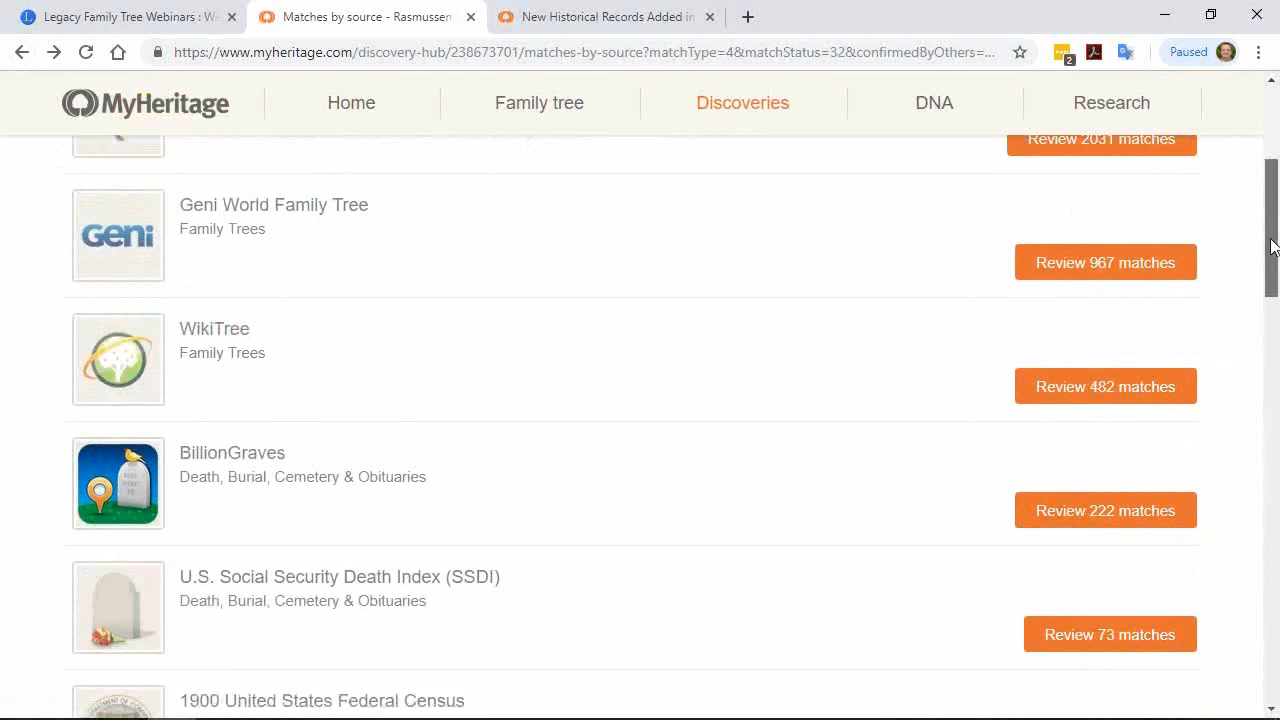 Legacy Family Tree Webinars : We
Matches by source - Rasmussen
New Historical Records Added in
https://www.myheritage.com/discovery-hub/238673701/matches-by-source?matchType=4&matchStatus=32&confirmedByOthers=...
2
Paused
MyHeritage
Home
Family tree
Discoveries
DNA
Research
Review 2031 matches
Geni
Geni World Family Tree
Family Trees
Review 967 matches
WikiTree
Family Trees
Review 482 matches
BillionGraves
Death, Burial, Cemetery & Obituaries
Review 222 matches
U.S. Social Security Death Index (SSDI)
Death, Burial, Cemetery & Obituaries
Review 73 matches
1900 United States Federal Census